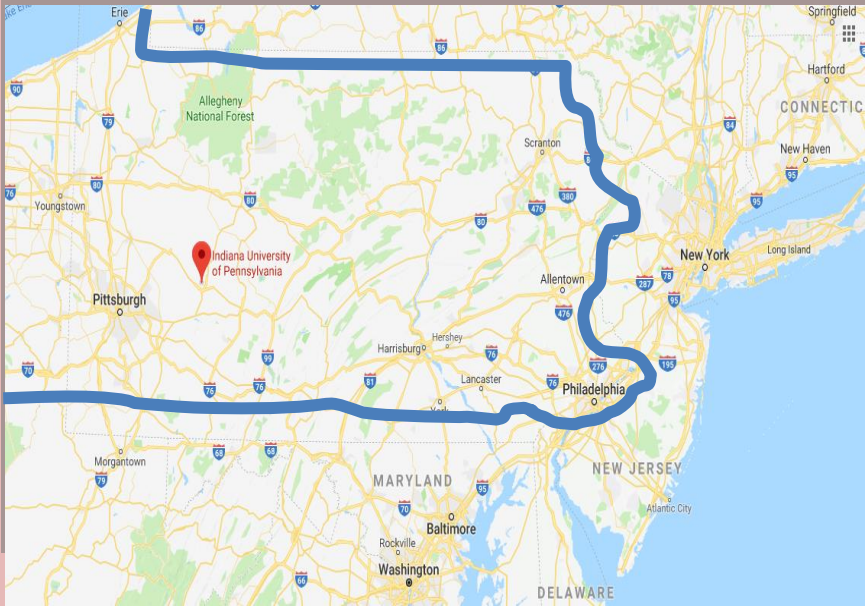 Erie
Springfield
86
86
Hartford
90
Allegheny
National Forest
CONNECTIC
79
84
Scranton
New Haven
95
80
76
380
Youngstown
80
476
95
80
Indiana University
of Pennsylvania
New York
Long Island
Allentown
78
287
Pittsburgh
95
476
Harrisburg
Hershey
76
99
276
195
70
Lancaster
81
76
76
76
Philadelphia
Morgantown
68
68
NEW JERSEY
79
MARYLAND
95
70
Atlantic City
Baltimore
Rockville
66
Washington
DELAWARE